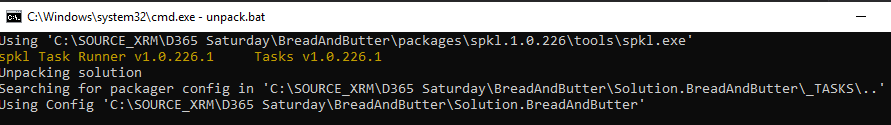 C:\Windows\system32\cmd.exe - unpack.bat
Using 'C:\SOURCE_XRM\D365 Saturday\BreadAndButter\packages\spkl.1.0.226\tools\spkl.exe'
spkl Task Runner v1.0.226.1     Tasks v1.0.226.1
Unpacking solution
Searching for packager config in 'C:\SOURCE_XRM\D365 Saturday\BreadAndButter\Solution.BreadAndButter\_TASKS\..'
Using Config 'C:\SOURCE_XRM\D365 Saturday\BreadAndButter\Solution.BreadAndButter'